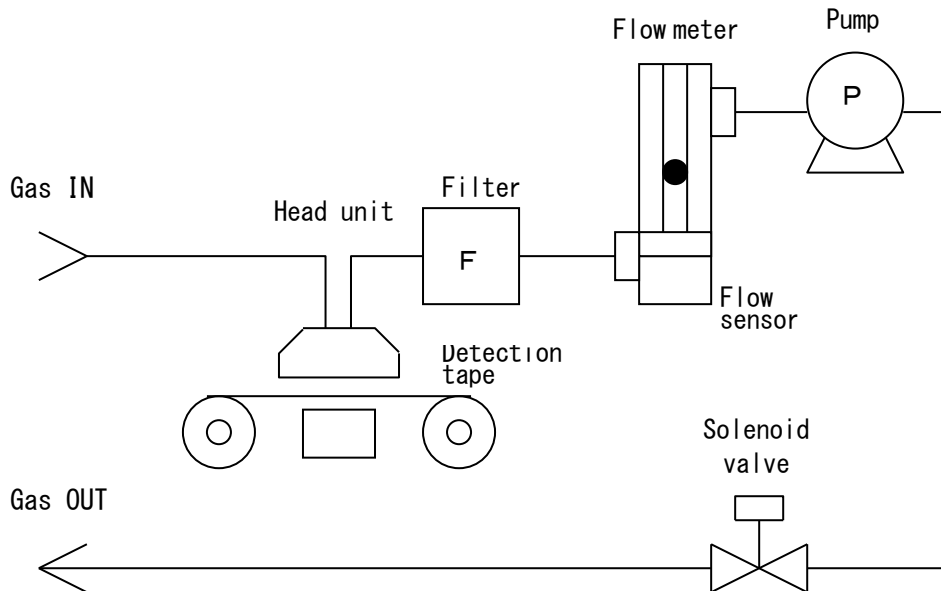 Pump
Flow meter
P
Gas IN
Filter
Head unit
F
Flow
sensor
Detection
tape
Solenoid
valve
Gas OUT